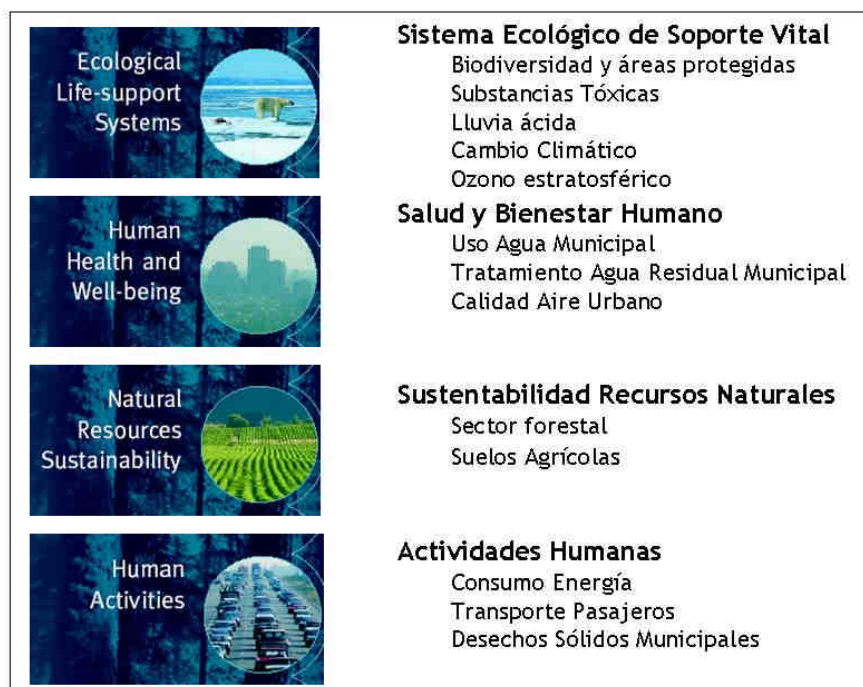 Ecological
Life-support
Systems
Sistema Ecológico de Soporte Vital
Biodiversidad y áreas protegidas
Substancias Tóxicas
Lluvia ácida
Cambio Climático
Ozono estratosférico
Human
Health and
Well-being
Salud y Bienestar Humano
Uso Agua Municipal
Tratamiento Agua Residual Municipal
Calidad Aire Urbano
Natural
Resources
Sustainability
Sustentabilidad Recursos Naturales
Sector forestal
Suelos Agrícolas
Human
Activities
Actividades Humanas
Consumo Energía
Transporte Pasajeros
Desechos Sólidos Municipales